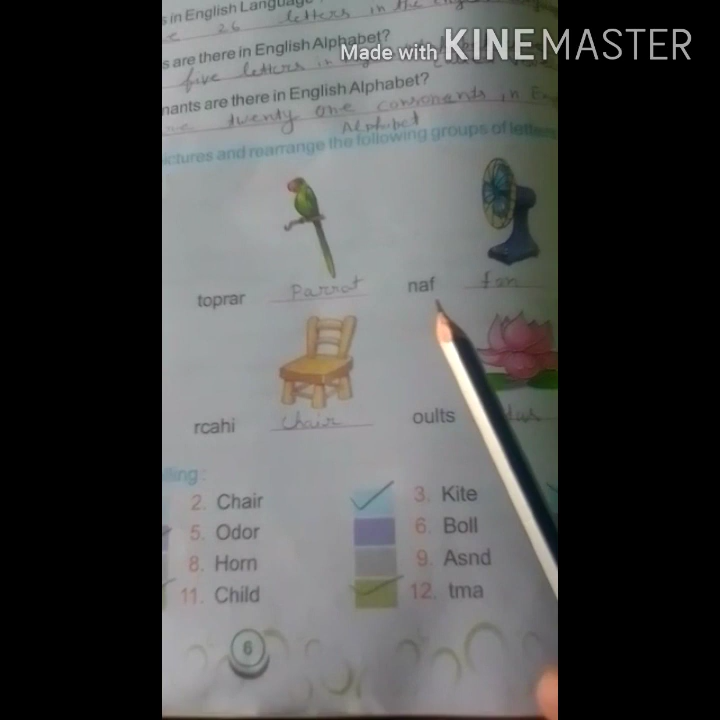 s in English Language
26 letters in the
Made with KINEMASTER
s are there in English Alphabet?
five letters in
nants are there in English Alphabet?
twenty one consonents in
Alphabet
ictures and rearrange the following groups of letters
toprar Parrot naf fan
rcahi chair oults
lling:
2. Chair 3. Kite
5. Odor 6. Boll
8. Horn 9. Asnd
11. Child 12. tma
6